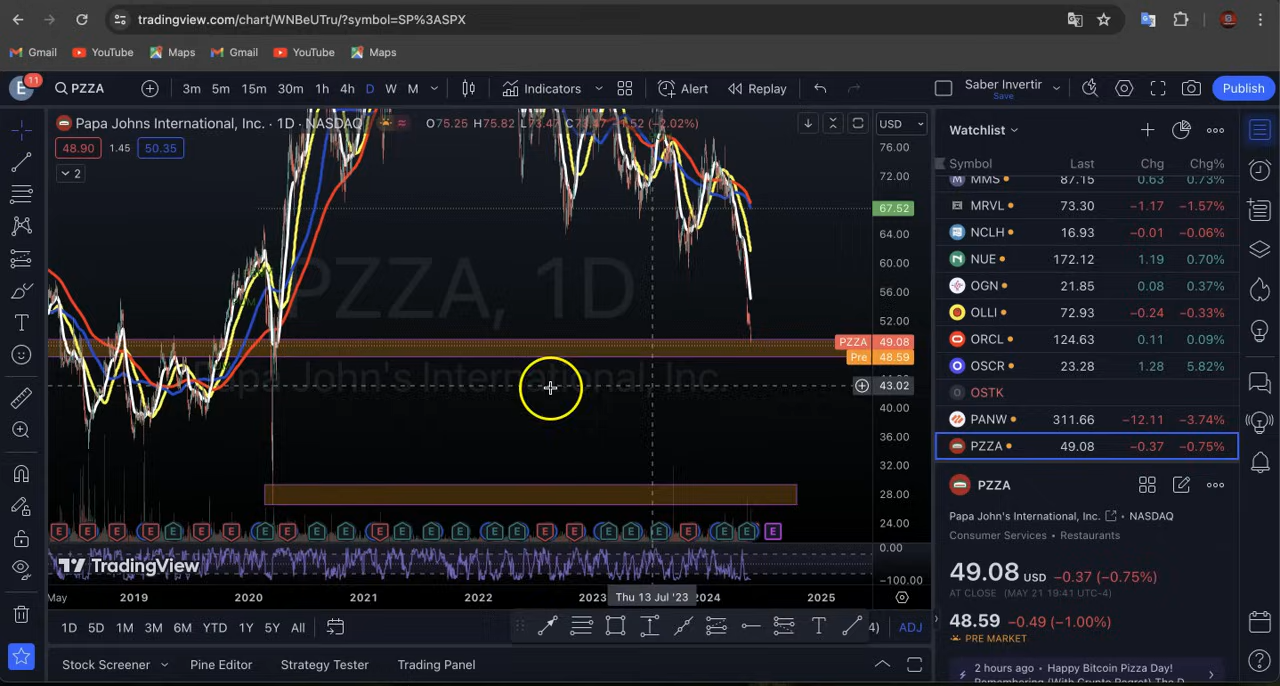 tradingview.com/chart/WNBeUTru/?symbol=SP%3ASPX
Gmail YouTube Maps Gmail YouTube Maps
E 11 PZZA 3m 5m 15m 30m 1h 4h D W M Indicators Alert Replay Saber Invertir Save Publish
Papa Johns International, Inc. · 1D · NASDAQ O75.25 H75.82 L73.47 −1.52 (−2.02%) USD
48.90 1.45 50.35
2
76.00
72.00
67.52
64.00
60.00
56.00
52.00
PZZA 49.08
Pre 48.59
43.02
40.00
36.00
32.00
28.00
24.00
0.00
−100.00
PZZA, 1D
Papa John's International, Inc.
E E E E E E E E E E E E E E E E E E E E E E E E E E
TradingView
May 2019 2020 2021 2022 2023 Thu 13 Jul '23 2024 2025
1D 5D 1M 3M 6M YTD 1Y 5Y All 4) ADJ
Stock Screener Pine Editor Strategy Tester Trading Panel
Watchlist
Symbol Last Chg Chg%
MMS 87.15 0.63 0.73%
MRVL 73.30 −1.17 −1.57%
NCLH 16.93 −0.01 −0.06%
NUE 172.12 1.19 0.70%
OGN 21.85 0.08 0.37%
OLLI 72.93 −0.24 −0.33%
ORCL 124.63 0.11 0.09%
OSCR 23.28 1.28 5.82%
OSTK
PANW 311.66 −12.11 −3.74%
PZZA 49.08 −0.37 −0.75%
PZZA
Papa John's International, Inc. • NASDAQ
Consumer Services • Restaurants
49.08 USD −0.37 (−0.75%)
AT CLOSE (MAY 21 19:41 UTC-4)
48.59 −0.49 (−1.00%)
PRE MARKET
2 hours ago • Happy Bitcoin Pizza Day!
Remembering (With Crypto Regret) The D